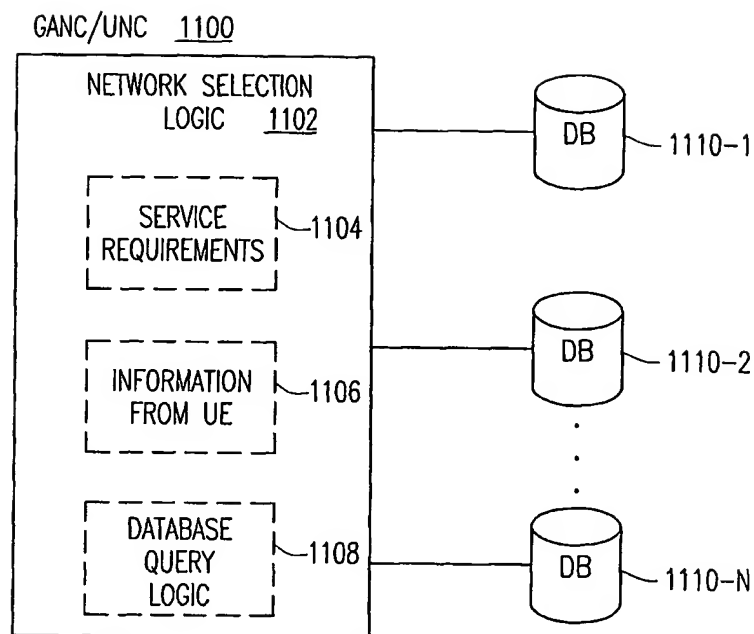 GANC/UNC 1100
NETWORK SELECTION
LOGIC 1102
DB
1110-1
SERVICE
REQUIREMENTS
1104
DB
1110-2
INFORMATION
FROM UE
1106
DATABASE
QUERY
LOGIC
1108
DB
1110-N